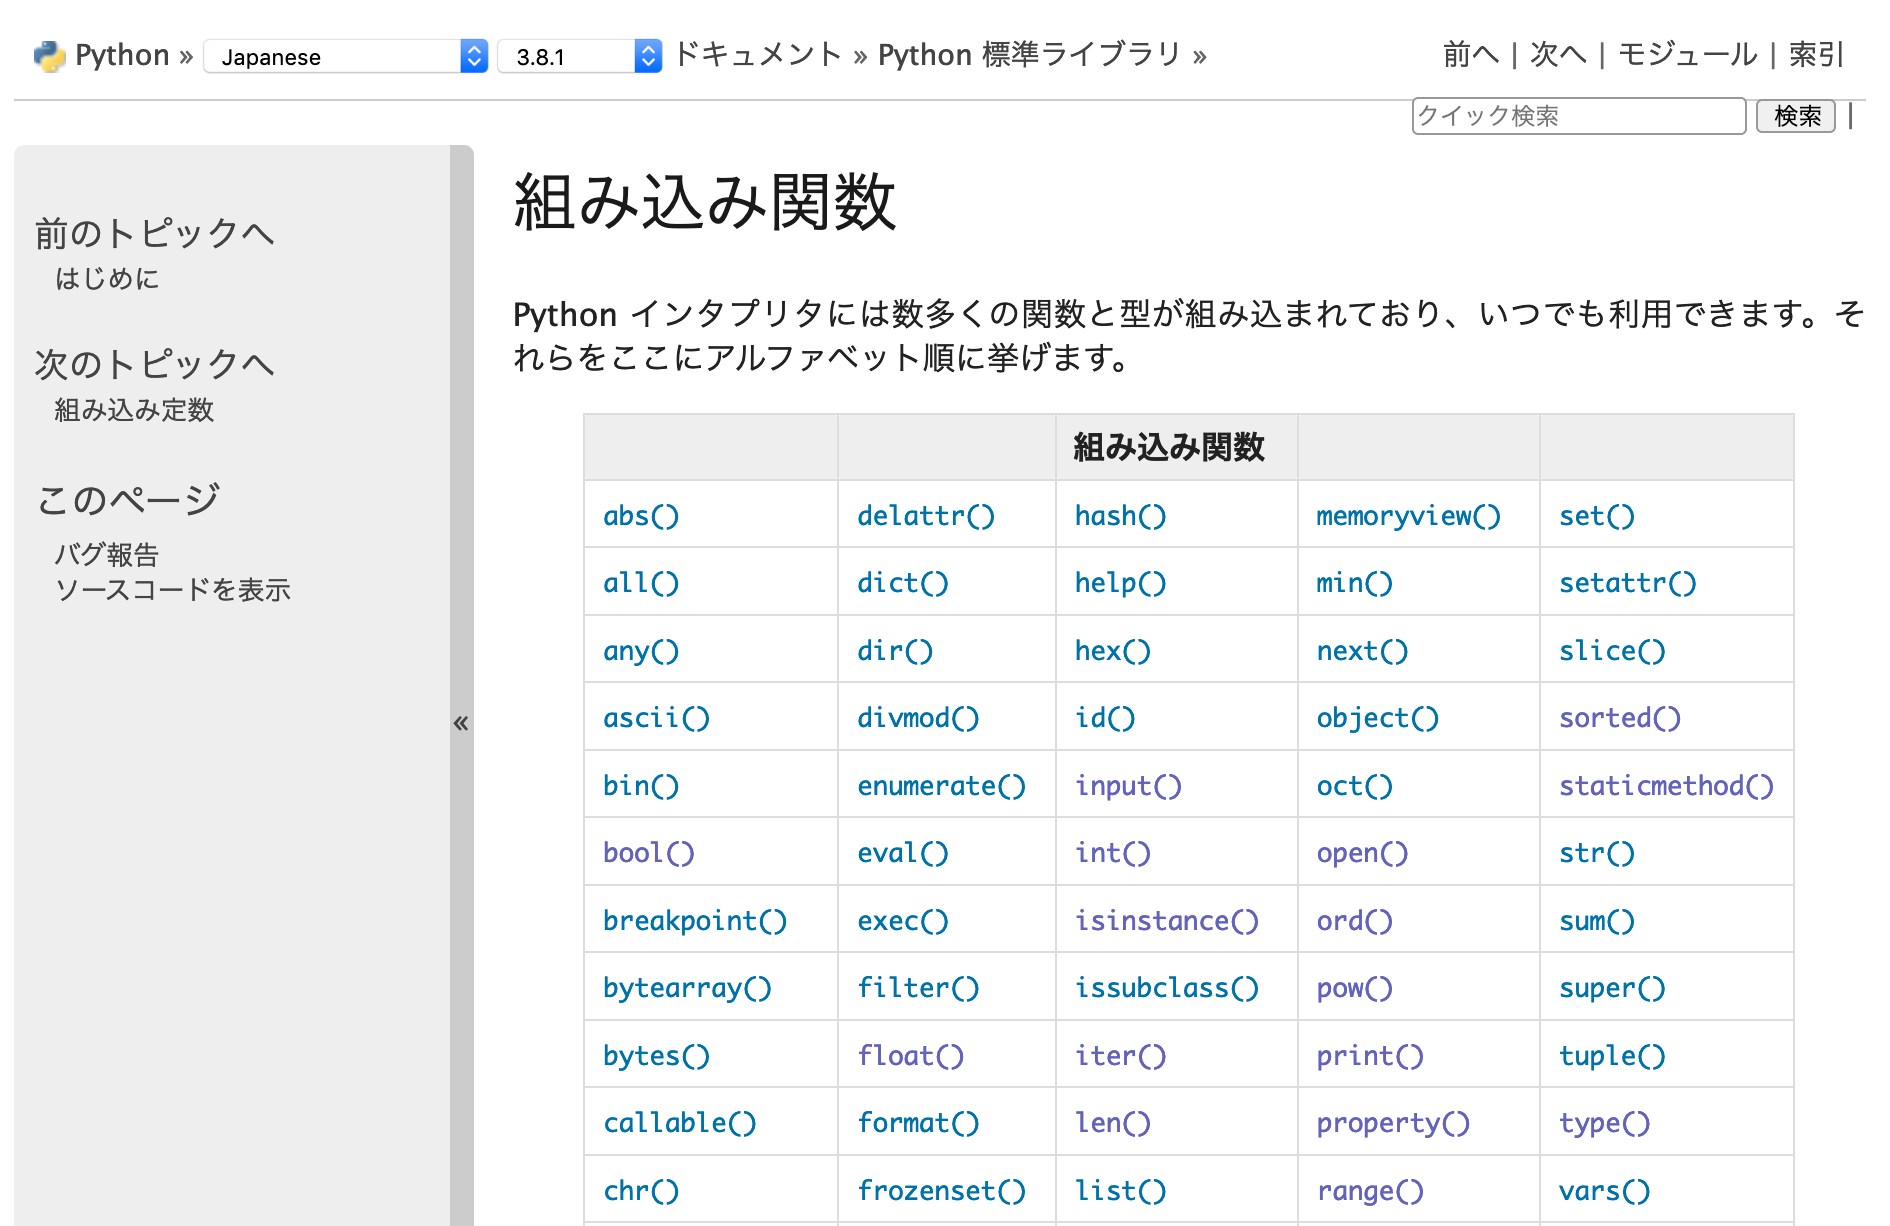 Python » Japanese 3.8.1 ドキュメント » Python 標準ライブラリ » 前へ | 次へ | モジュール | 索引
クイック検索 検索 |
前のトピックへ
はじめに
次のトピックへ
組み込み定数
このページ
バグ報告
ソースコードを表示
«
組み込み関数
Python インタプリタには数多くの関数と型が組み込まれており、いつでも利用できます。そ
れらをここにアルファベット順に挙げます。
組み込み関数
abs() delattr() hash() memoryview() set()
all() dict() help() min() setattr()
any() dir() hex() next() slice()
ascii() divmod() id() object() sorted()
bin() enumerate() input() oct() staticmethod()
bool() eval() int() open() str()
breakpoint() exec() isinstance() ord() sum()
bytearray() filter() issubclass() pow() super()
bytes() float() iter() print() tuple()
callable() format() len() property() type()
chr() frozenset() list() range() vars()